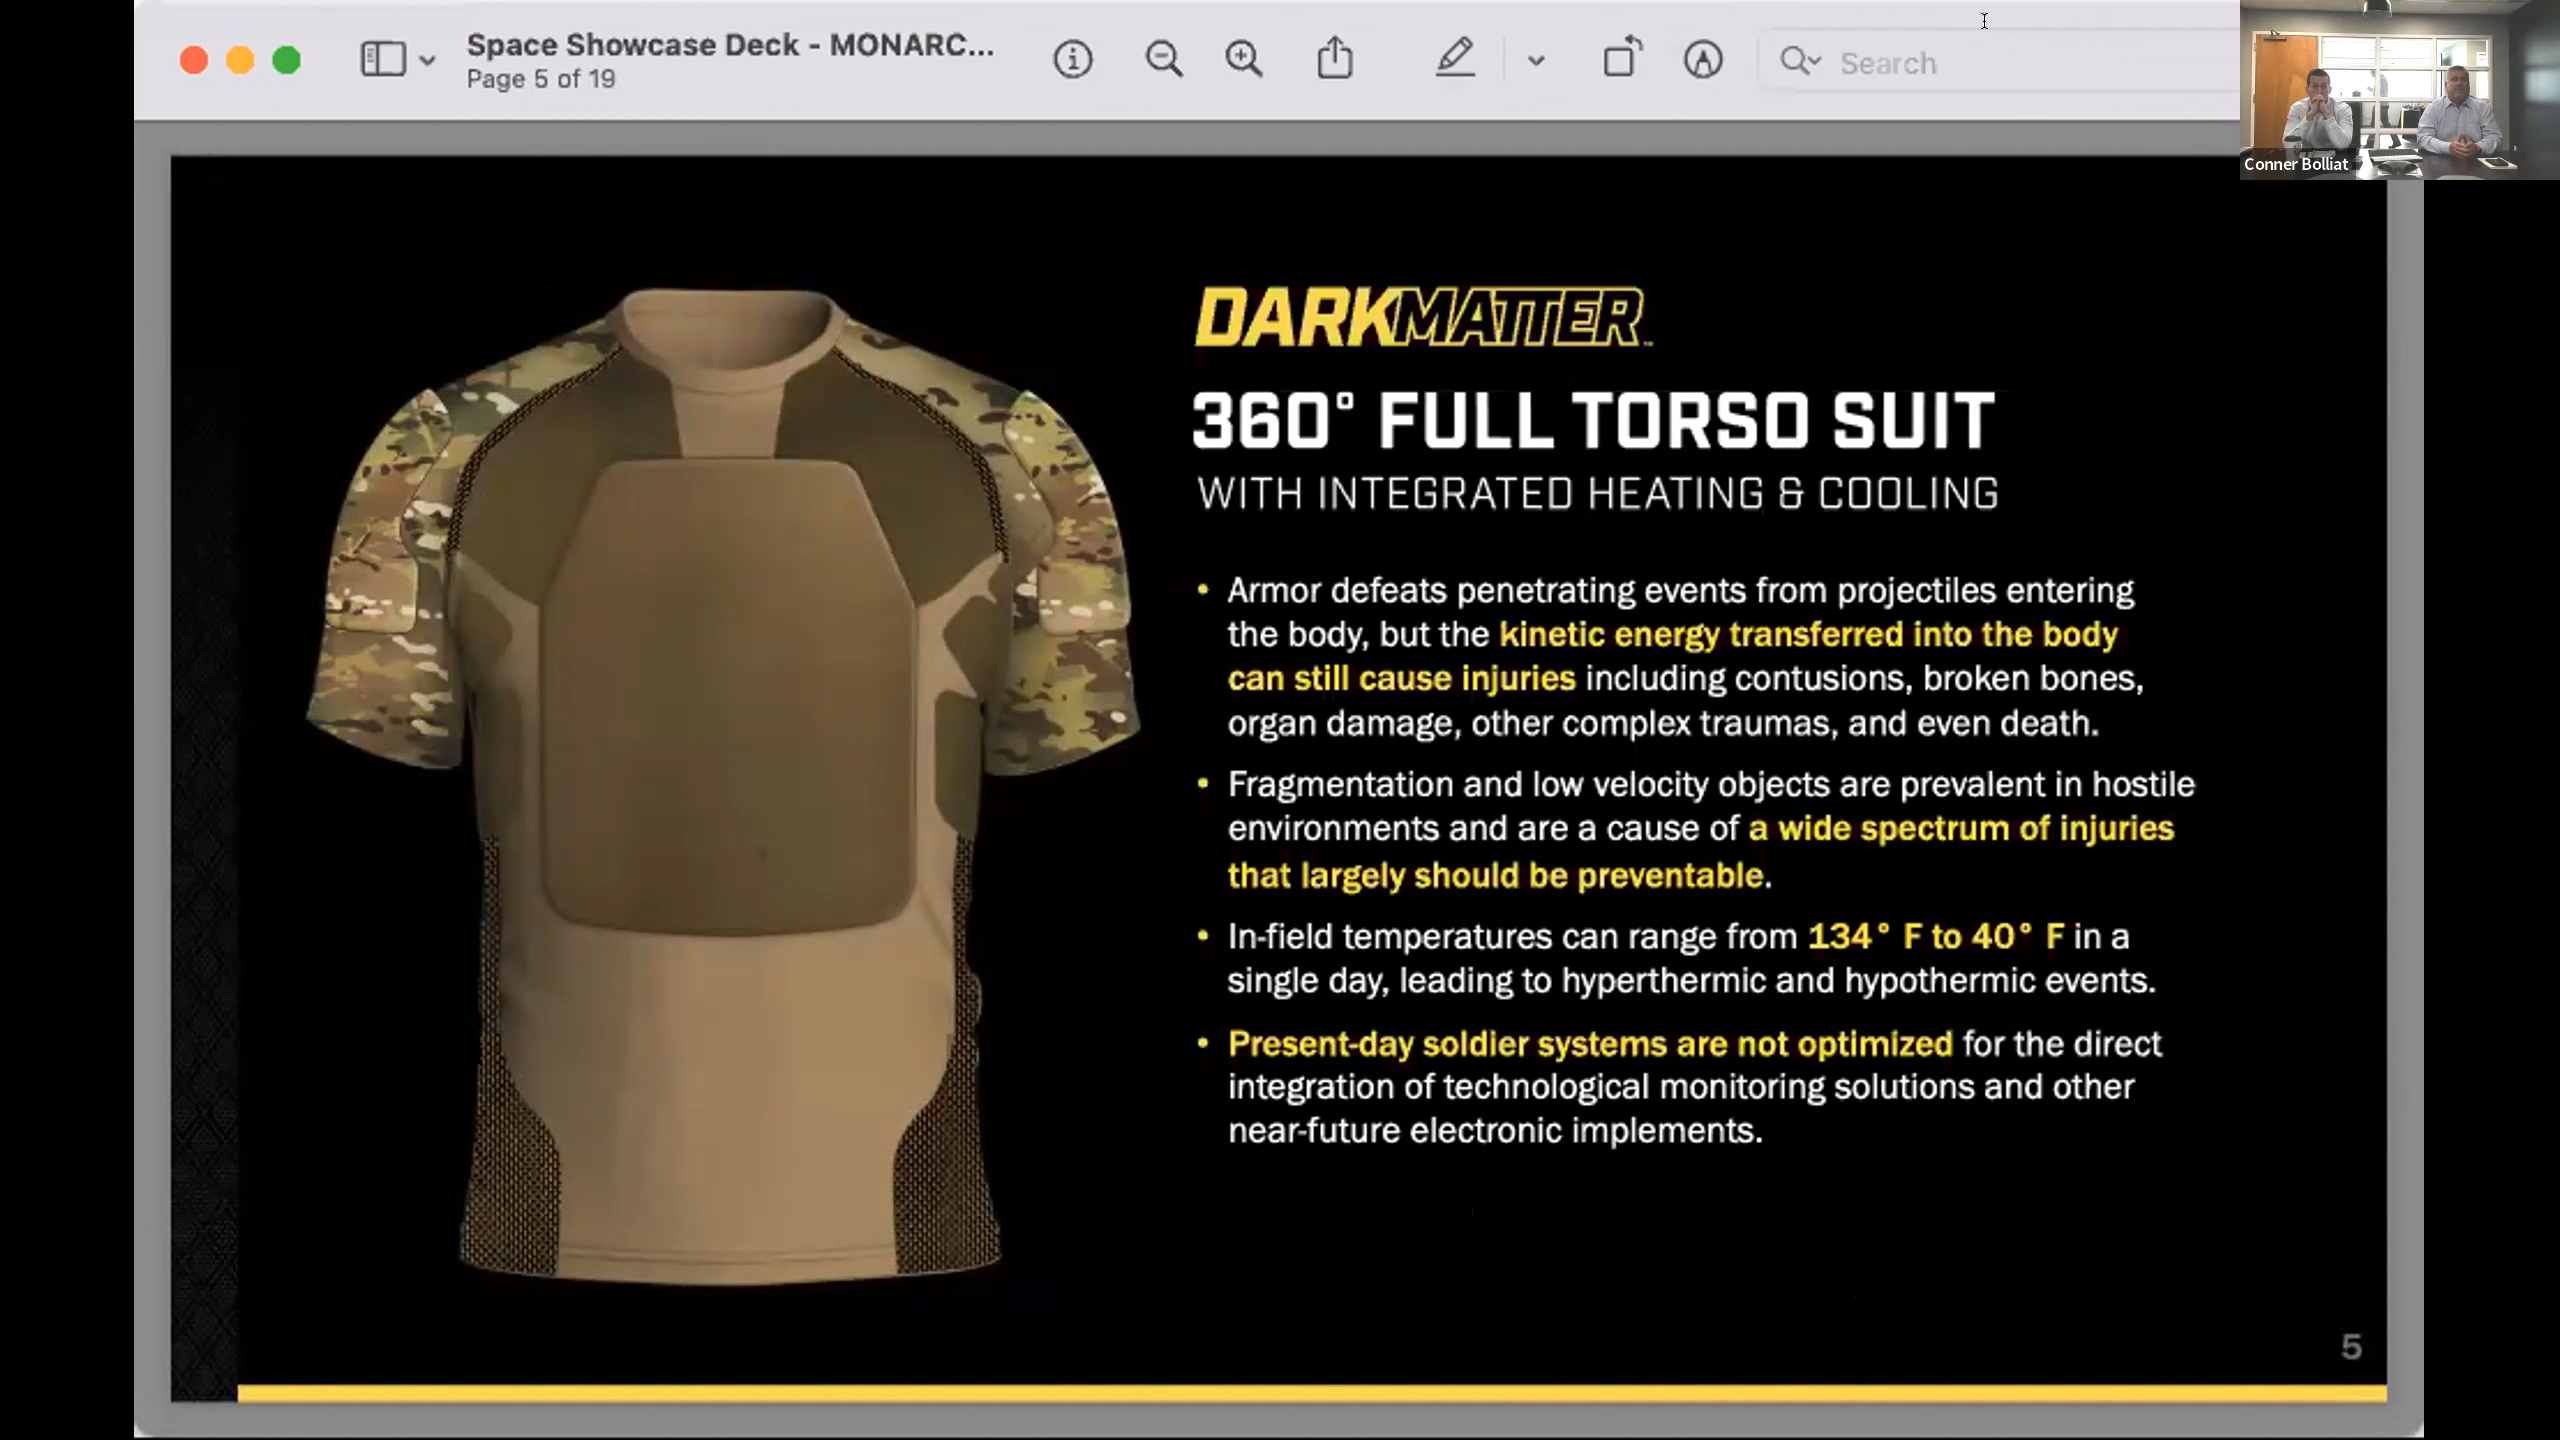 Space Showcase Deck - MONARC...
Page 5 of 19
Search
Conner Bolliat
DARKMATTER™
360° FULL TORSO SUIT
WITH INTEGRATED HEATING & COOLING
• Armor defeats penetrating events from projectiles entering
the body, but the kinetic energy transferred into the body
can still cause injuries including contusions, broken bones,
organ damage, other complex traumas, and even death.
• Fragmentation and low velocity objects are prevalent in hostile
environments and are a cause of a wide spectrum of injuries
that largely should be preventable.
• In-field temperatures can range from 134° F to 40° F in a
single day, leading to hyperthermic and hypothermic events.
• Present-day soldier systems are not optimized for the direct
integration of technological monitoring solutions and other
near-future electronic implements.
5